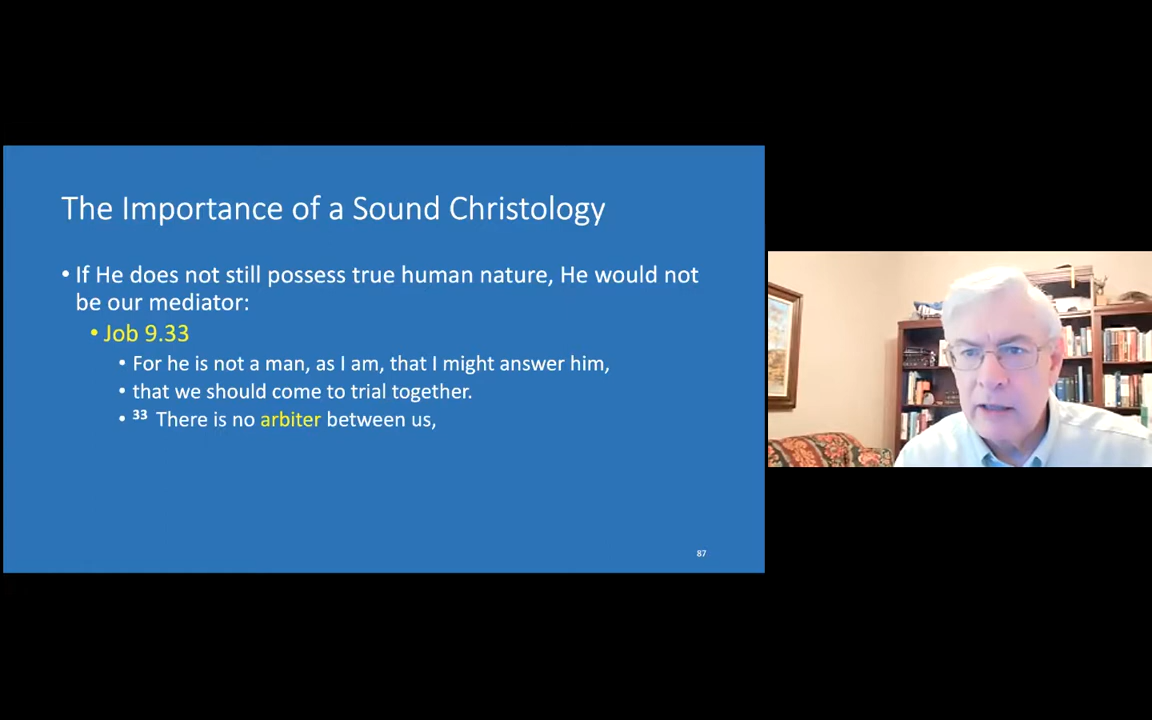 The Importance of a Sound Christology
• If He does not still possess true human nature, He would not
be our mediator:
• Job 9.33
• For he is not a man, as I am, that I might answer him,
• that we should come to trial together.
• 33 There is no arbiter between us,
87